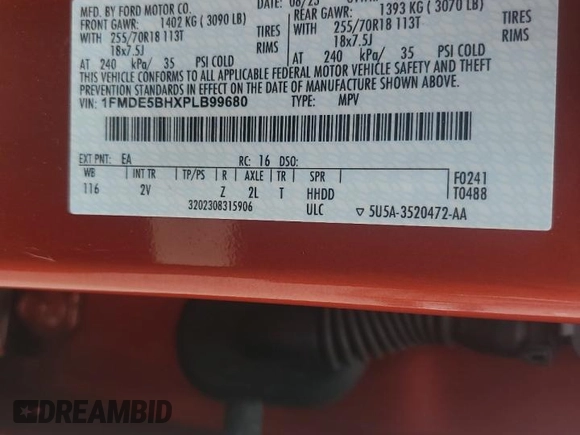 MFD. BY FORD MOTOR CO.
FRONT GAWR: 1402 KG ( 3090 LB)
WITH 255/70R18 113T TIRES
18x7.5J RIMS
AT 240 kPa/ 35 PSI COLD
08/23
REAR GAWR: 1393 KG ( 3070 LB)
WITH 255/70R18 113T TIRES
18x7.5J RIMS
AT 240 kPa/ 35 PSI COLD
THIS VEHICLE CONFORMS TO ALL APPLICABLE FEDERAL MOTOR VEHICLE SAFETY AND THEFT
PREVENTION STANDARDS IN EFFECT ON THE DATE OF MANUFACTURE SHOWN ABOVE.
VIN: 1FMDE5BHXPLB99680 TYPE: MPV
EXT PNT: EA RC: 16 DSO:
WB INT TR TP/PS R AXLE TR SPR F0241
116 2V Z 2L T HHDD T0488
3202308315906 ULC ▽ 5U5A-3520472-AA
DREAMBID